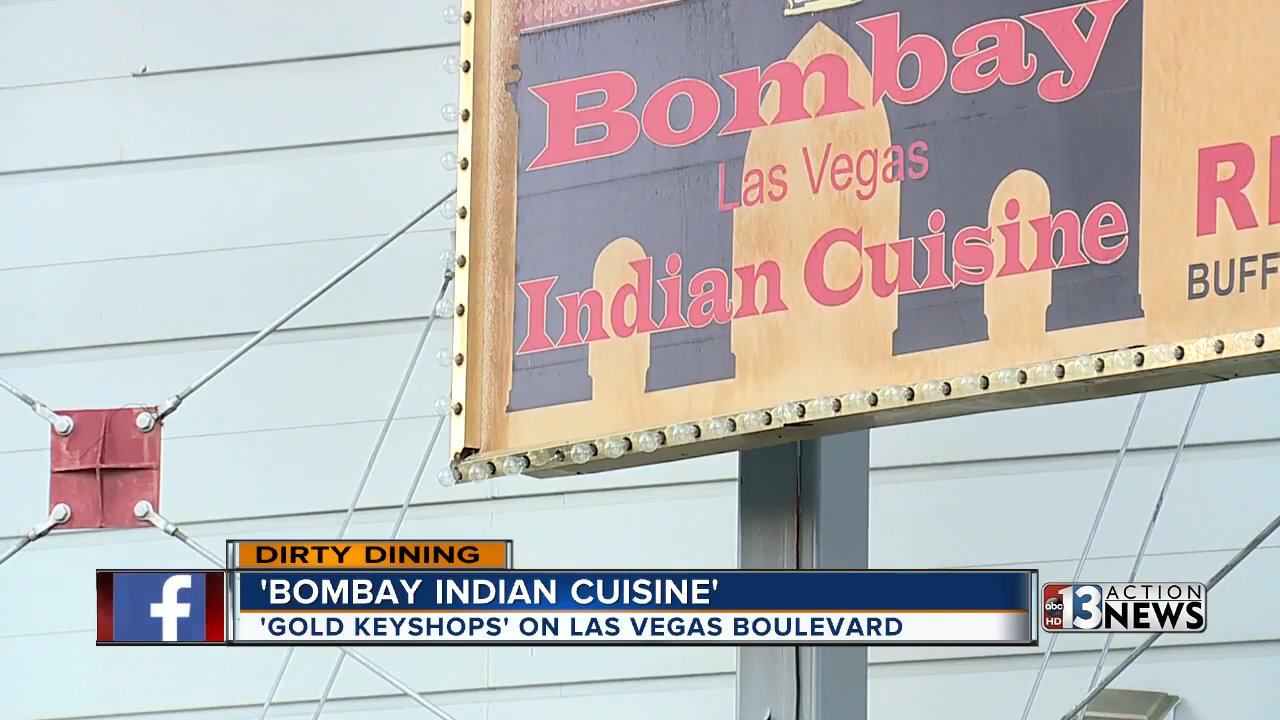 Bombay
Las Vegas
Indian Cuisine
DIRTY DINING
'BOMBAY INDIAN CUISINE'
'GOLD KEYSHOPS' ON LAS VEGAS BOULEVARD
f
abc
HD
13
ACTION
NEWS